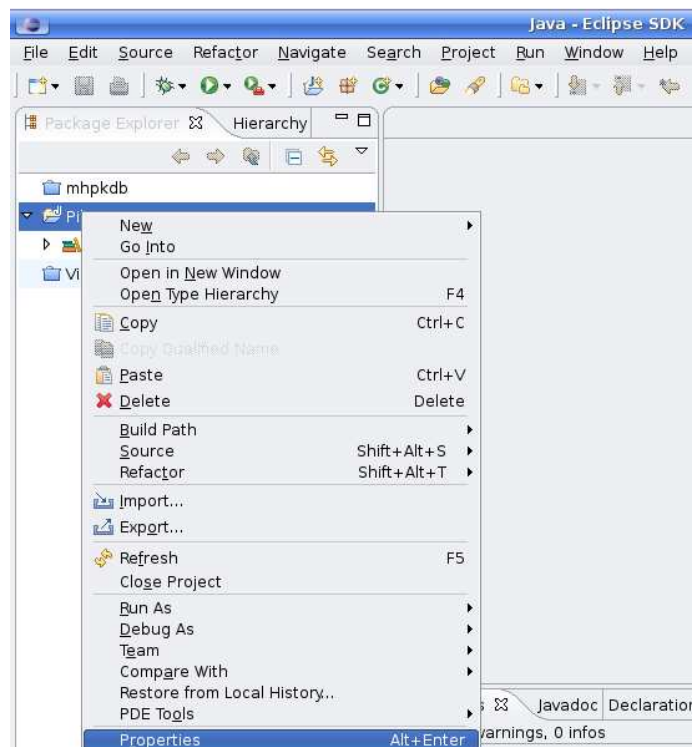 Java - Eclipse SDK
File Edit Source Refactor Navigate Search Project Run Window Help
Package Explorer Hierarchy
mhpkdb
New
Go Into
Open in New Window
Open Type Hierarchy F4
Copy Ctrl+C
Copy Qualified Name
Paste Ctrl+V
Delete Delete
Build Path
Source Shift+Alt+S
Refactor Shift+Alt+T
Import...
Export...
Refresh F5
Close Project
Run As
Debug As
Team
Compare With
Restore from Local History...
PDE Tools
Javadoc Declaration
Properties Alt+Enter
warnings, 0 infos